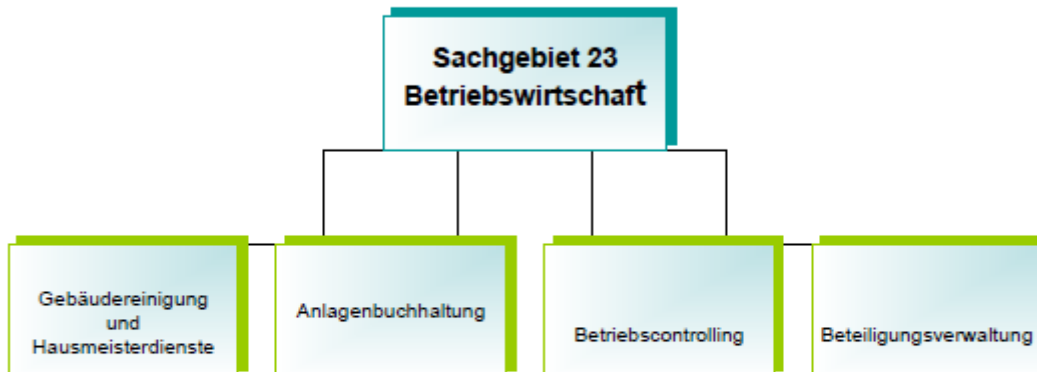 Sachgebiet 23
Betriebswirtschaft
Gebäudereinigung
und
Hausmeisterdienste
Anlagenbuchhaltung
Betriebscontrolling
Beteiligungsverwaltung